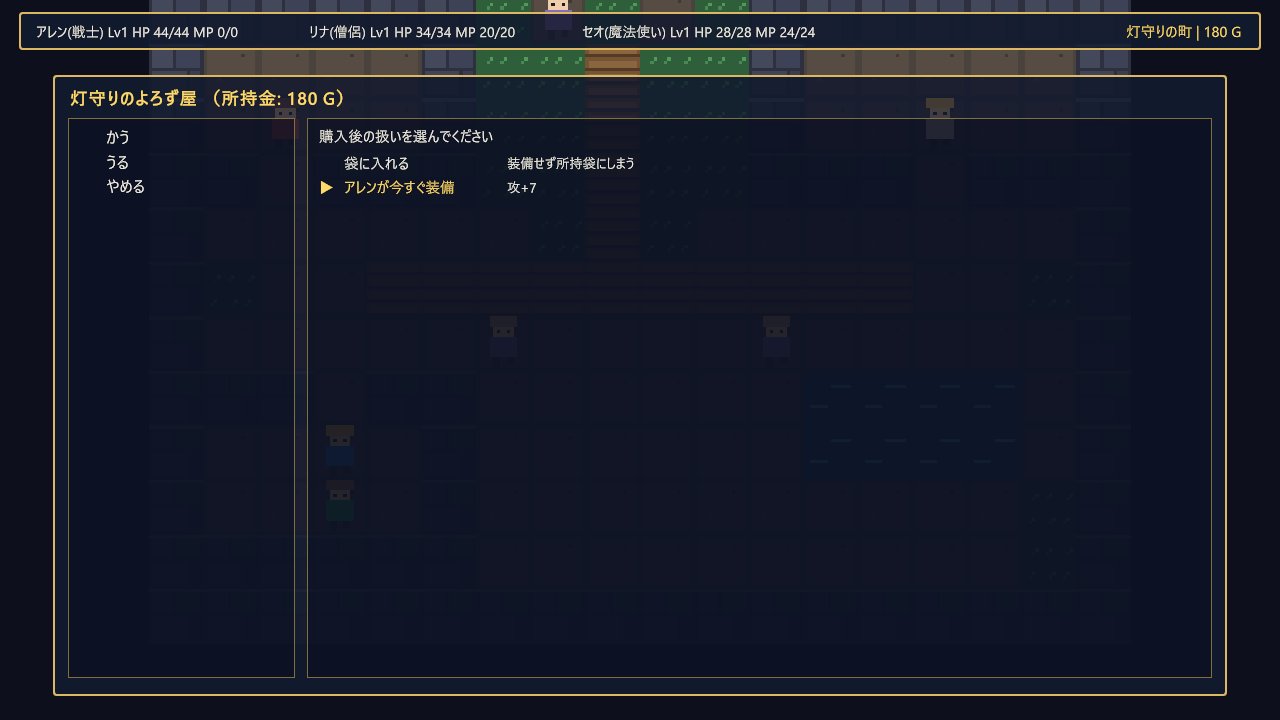 アレン(戦士) Lv1 HP 44/44 MP 0/0 リナ(僧侶) Lv1 HP 34/34 MP 20/20 セオ(魔法使い) Lv1 HP 28/28 MP 24/24 灯守りの町 | 180 G
灯守りのよろず屋 (所持金: 180 G)
かう
うる
やめる
購入後の扱いを選んでください
袋に入れる 装備せず所持袋にしまう
▶ アレンが今すぐ装備 攻+7